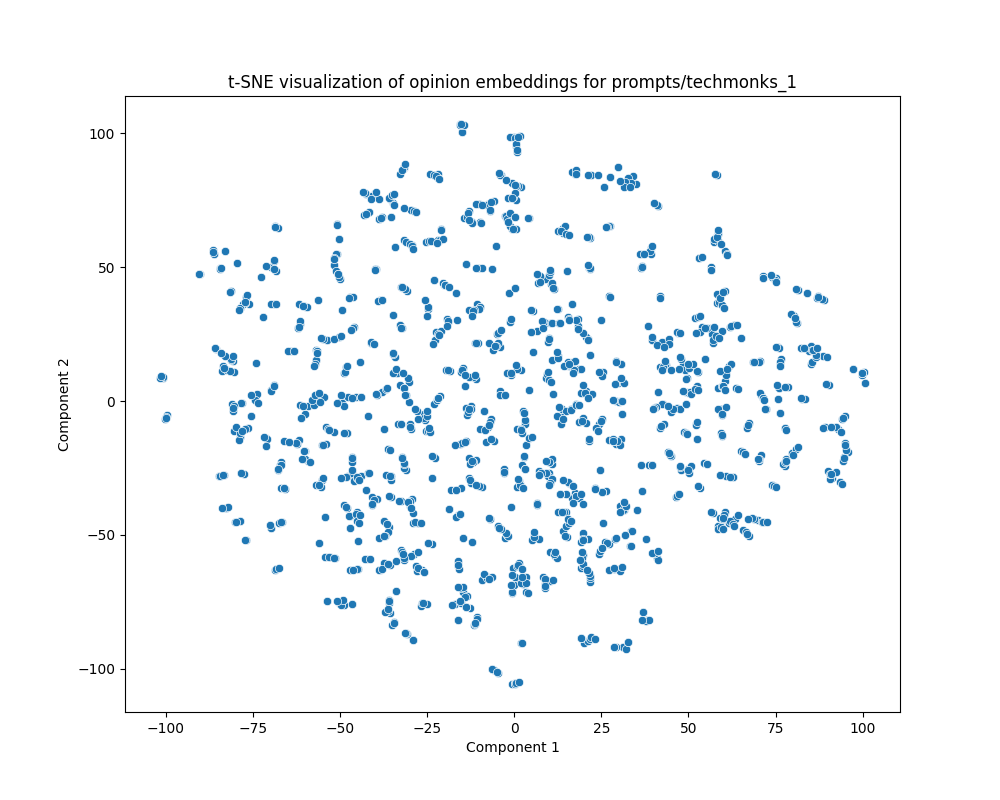 t-SNE visualization of opinion embeddings for prompts/techmonks_1
100
50
0
−50
−100
Component 2
−100 −75 −50 −25 0 25 50 75 100
Component 1